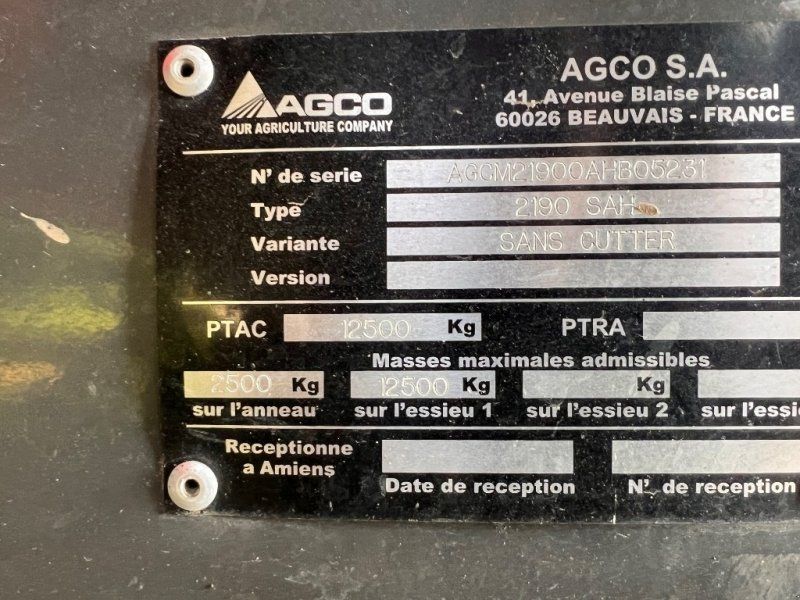 AGCO
YOUR AGRICULTURE COMPANY
AGCO S.A.
41, Avenue Blaise Pascal
60026 BEAUVAIS - FRANCE
N° de serie AGCM21900AHB05231
Type 2190 SAH
Variante SANS CUTTER
Version
PTAC 12500 Kg PTRA
Masses maximales admissibles
2500 Kg 12500 Kg Kg
sur l'anneau sur l'essieu 1 sur l'essieu 2 sur l'essie
Receptionne
a Amiens
Date de reception N° de reception